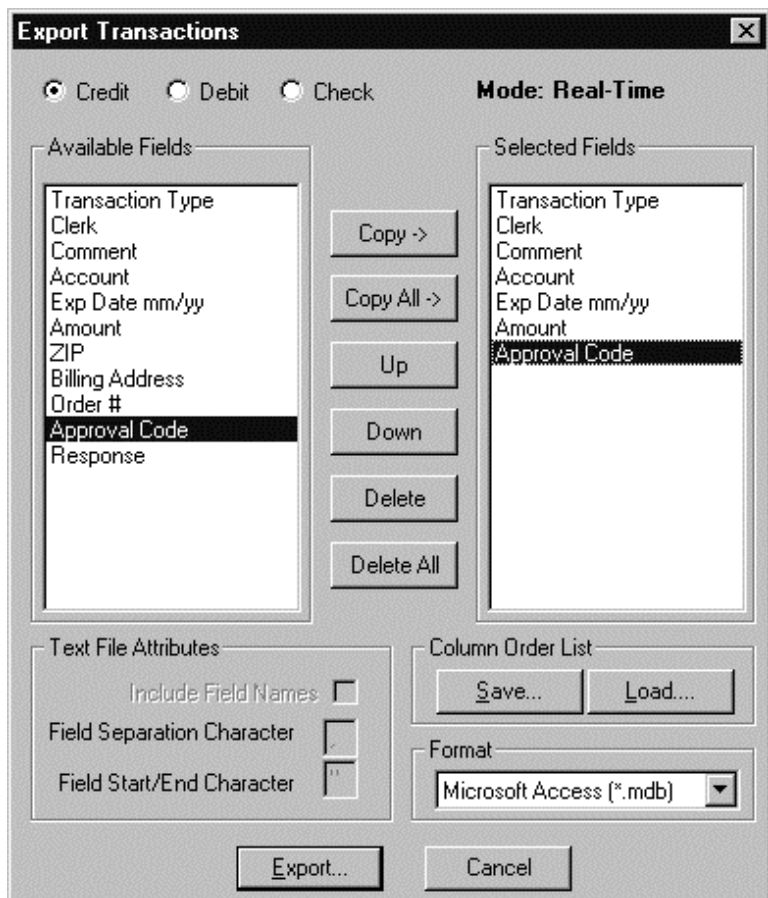 Export Transactions
Credit Debit Check Mode: Real-Time
Available Fields
Transaction Type
Clerk
Comment
Account
Exp Date mm/yy
Amount
ZIP
Billing Address
Order #
Approval Code
Response
Copy ->
Copy All ->
Up
Down
Delete
Delete All
Selected Fields
Transaction Type
Clerk
Comment
Account
Exp Date mm/yy
Amount
Approval Code
Text File Attributes
Include Field Names
Field Separation Character ,
Field Start/End Character "
Column Order List
Save... Load....
Format
Microsoft Access (*.mdb)
Export... Cancel